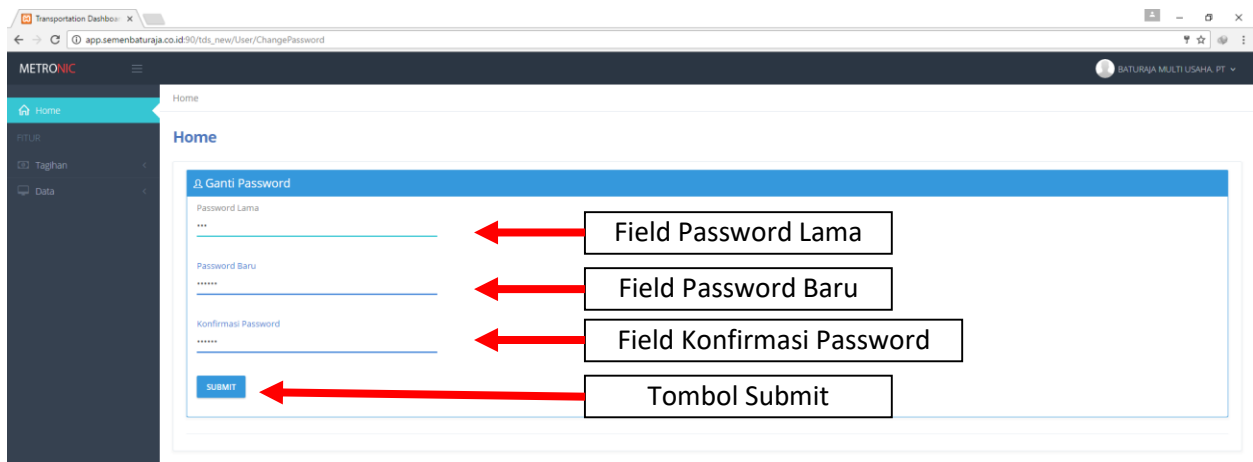 Transportation Dashboar
app.semenbaturaja.co.id:90/tds_new/User/ChangePassword
METRONIC
BATURAJA MULTI USAHA. PT
Home
Home
FITUR
Home
Tagihan
Data
Ganti Password
Password Lama
•••
Field Password Lama
Password Baru
••••••
Field Password Baru
Konfirmasi Password
••••••
Field Konfirmasi Password
SUBMIT
Tombol Submit